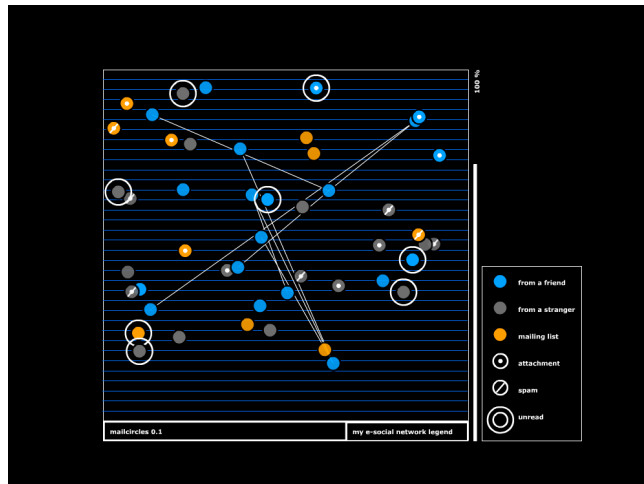 100 %
from a friend
from a stranger
mailing list
attachment
spam
unread
mailcircles 0.1
my e-social network legend